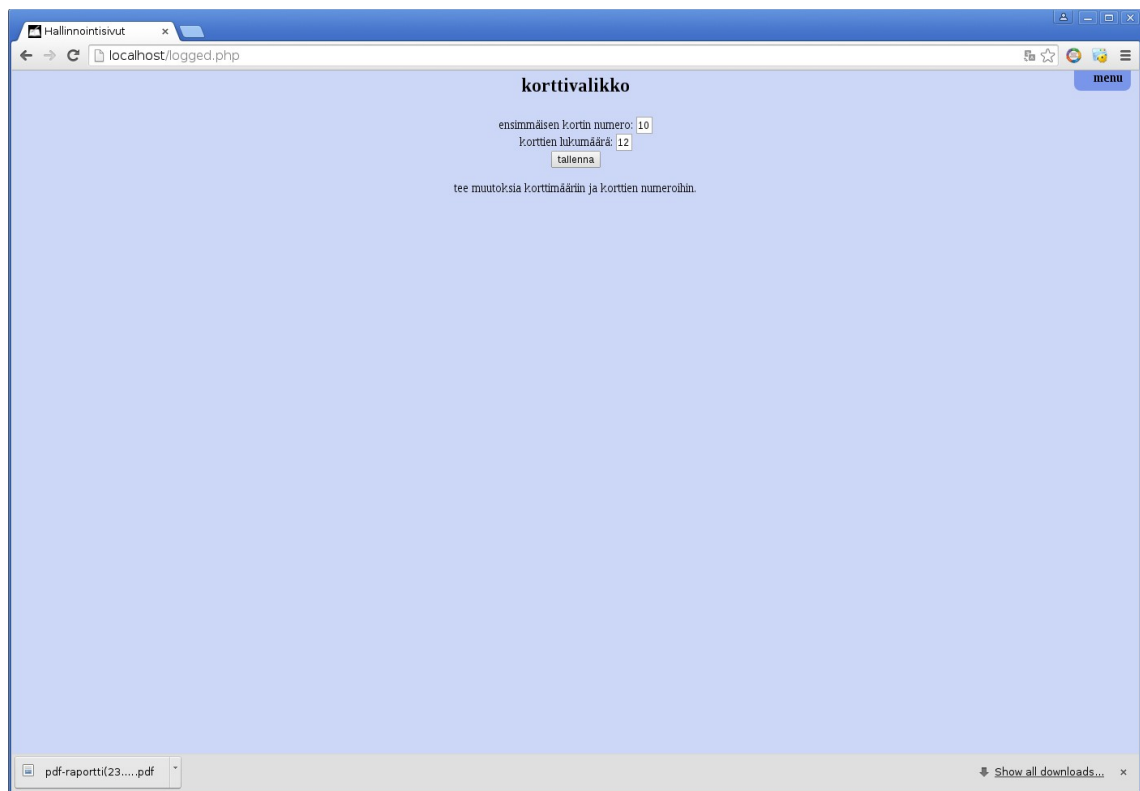 Hallinnointisivut
localhost/logged.php
menu
korttivalikko
ensimmäisen kortin numero: 10
korttien lukumäärä: 12
tallenna
tee muutoksia korttimääriin ja korttien numeroihin.
pdf-raportti(23.....pdf
Show all downloads...